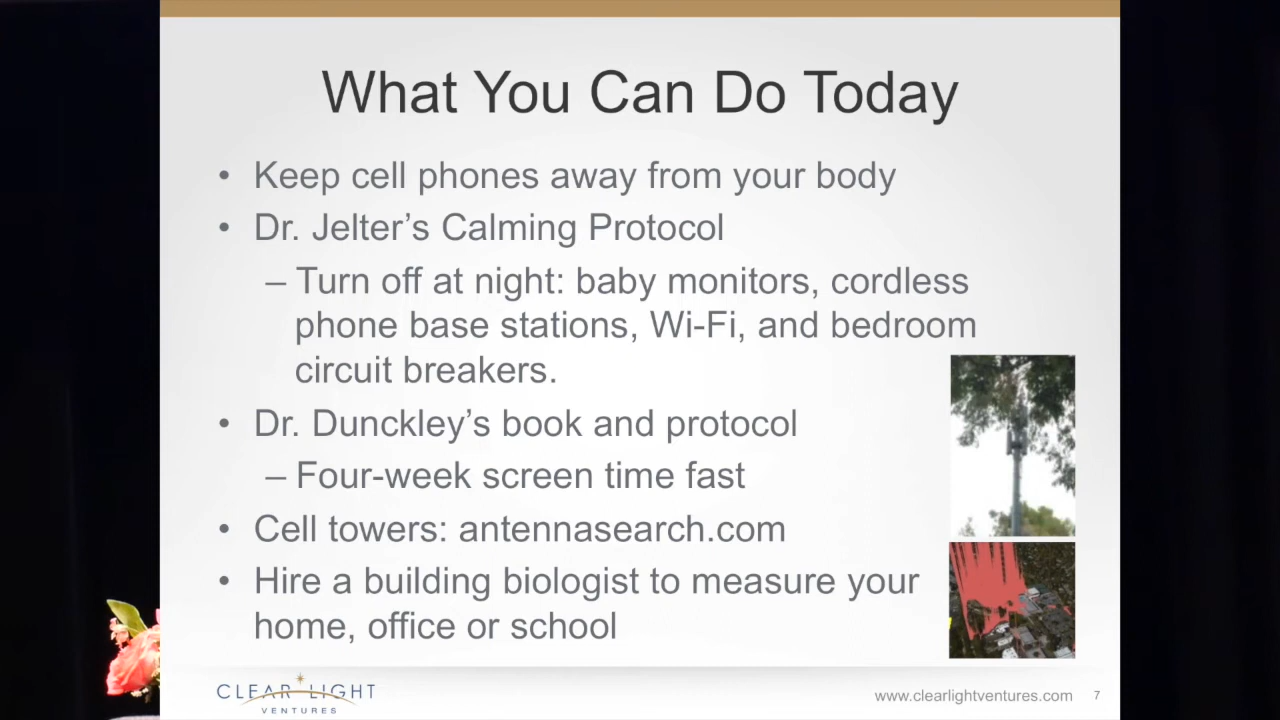 What You Can Do Today
• Keep cell phones away from your body
• Dr. Jelter’s Calming Protocol
– Turn off at night: baby monitors, cordless
phone base stations, Wi-Fi, and bedroom
circuit breakers.
• Dr. Dunckley’s book and protocol
– Four-week screen time fast
• Cell towers: antennasearch.com
• Hire a building biologist to measure your
home, office or school
CLEAR LIGHT
VENTURES
www.clearlightventures.com 7